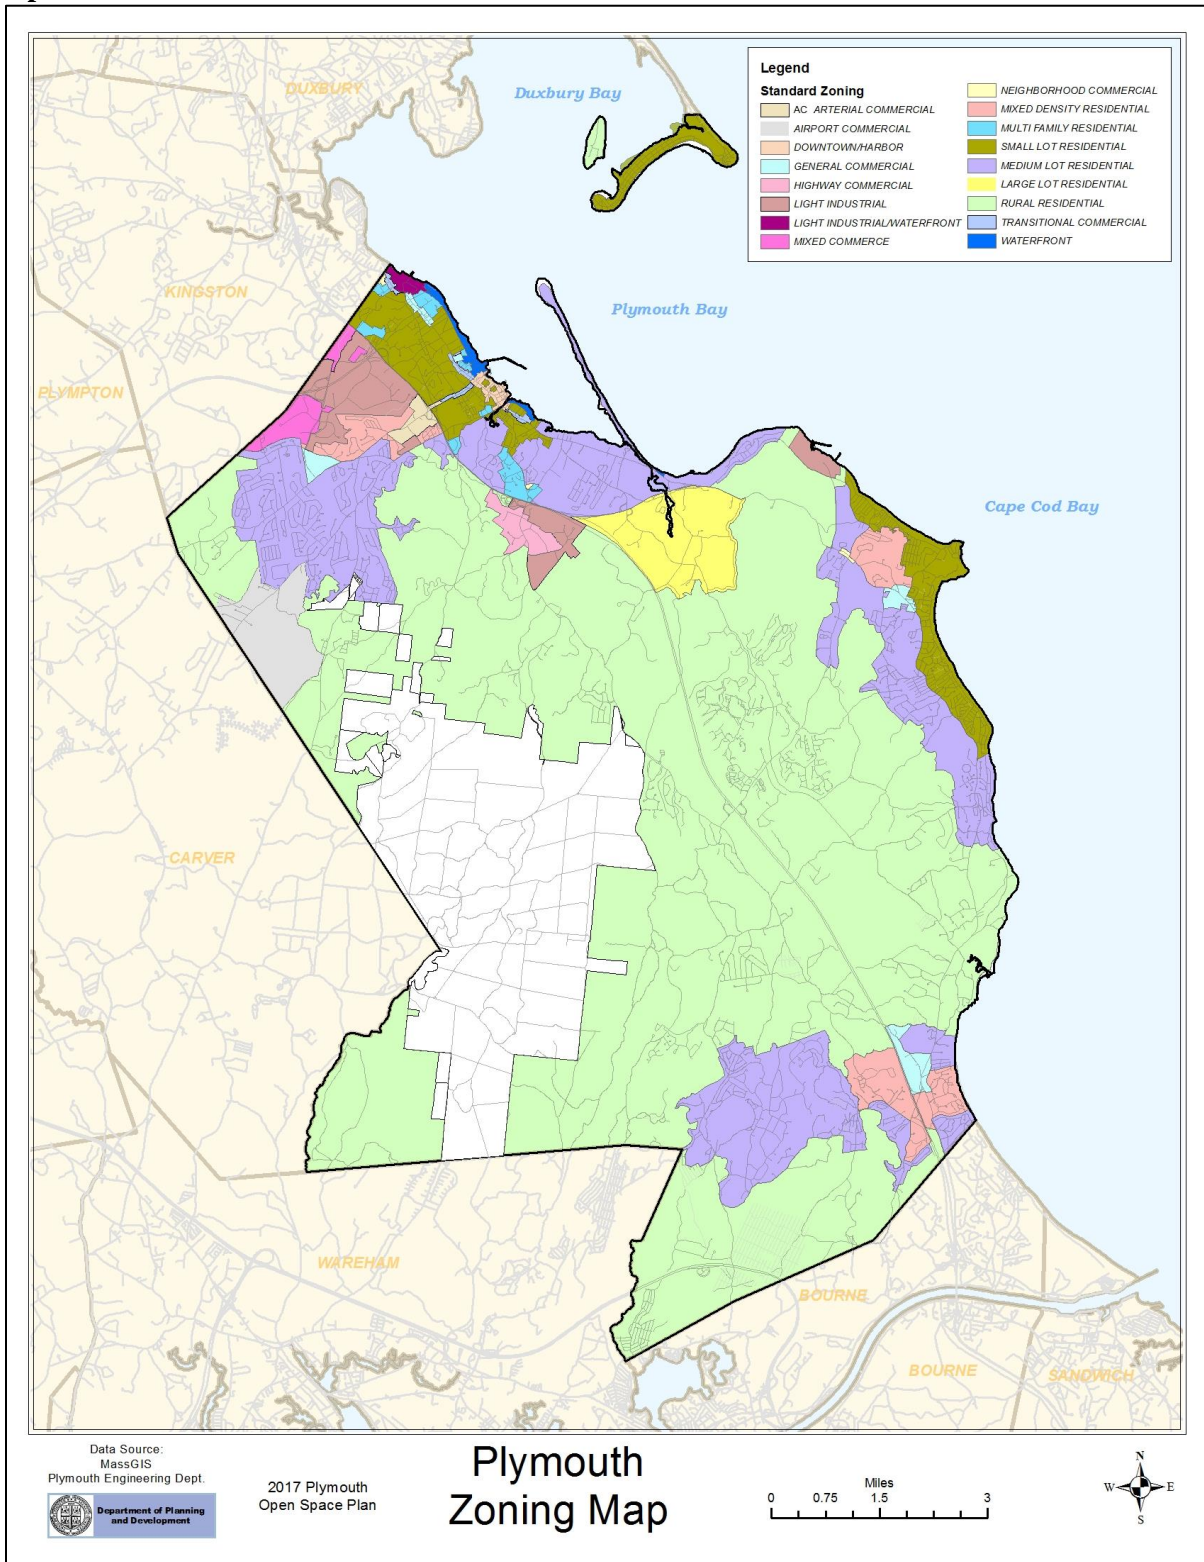 DUXBURY
Duxbury Bay
Legend
Standard Zoning
AC ARTERIAL COMMERCIAL
AIRPORT COMMERCIAL
DOWNTOWN/HARBOR
GENERAL COMMERCIAL
HIGHWAY COMMERCIAL
LIGHT INDUSTRIAL
LIGHT INDUSTRIAL/WATERFRONT
MIXED COMMERCE
NEIGHBORHOOD COMMERCIAL
MIXED DENSITY RESIDENTIAL
MULTI FAMILY RESIDENTIAL
SMALL LOT RESIDENTIAL
MEDIUM LOT RESIDENTIAL
LARGE LOT RESIDENTIAL
RURAL RESIDENTIAL
TRANSITIONAL COMMERCIAL
WATERFRONT
KINGSTON
Plymouth Bay
PLYMPTON
Cape Cod Bay
CARVER
WAREHAM
BOURNE
BOURNE
SANDWICH
Data Source:
MassGIS
Plymouth Engineering Dept.
Department of Planning
and Development
2017 Plymouth
Open Space Plan
Plymouth
Zoning Map
Miles
0 0.75 1.5 3
N
W E
S